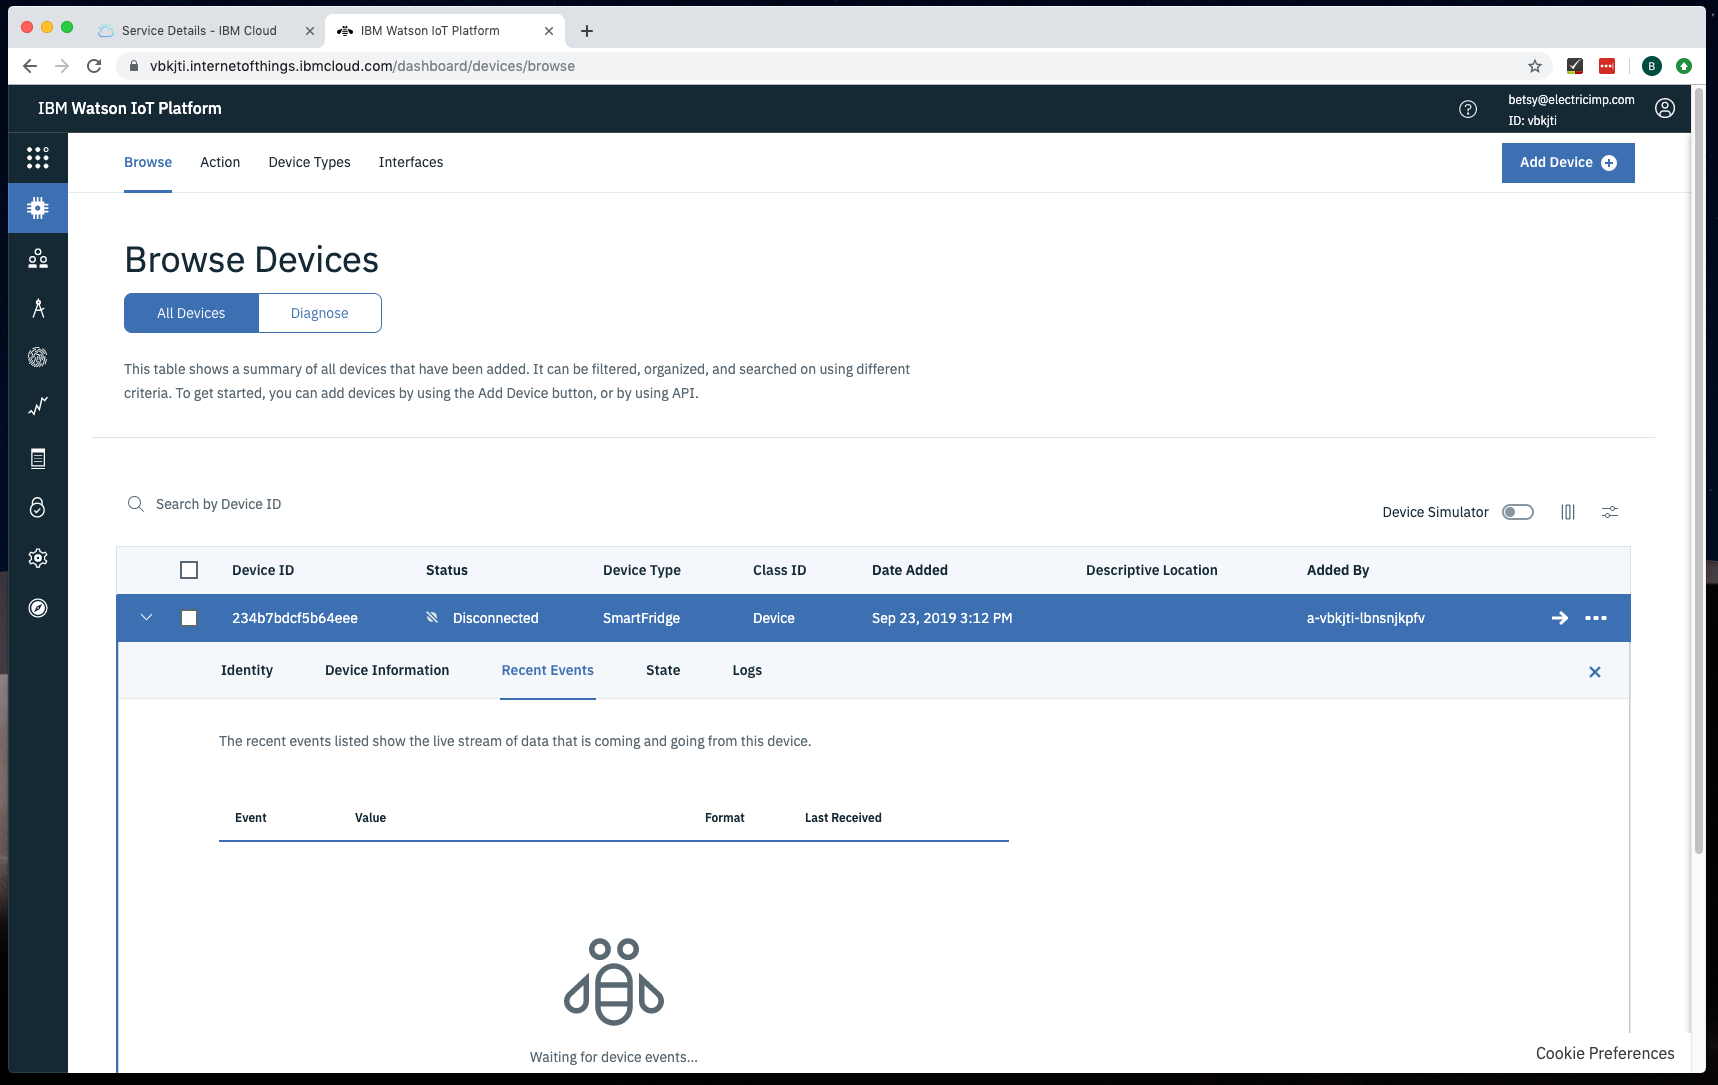 Service Details - IBM Cloud
IBM Watson IoT Platform
vbkjti.internetofthings.ibmcloud.com/dashboard/devices/browse
B
IBM Watson IoT Platform
betsy@electricimp.com
ID: vbkjti
Browse
Action
Device Types
Interfaces
Add Device
Browse Devices
All Devices
Diagnose
This table shows a summary of all devices that have been added. It can be filtered, organized, and searched on using different
criteria. To get started, you can add devices by using the Add Device button, or by using API.
Search by Device ID
Device Simulator
Device ID Status Device Type Class ID Date Added Descriptive Location Added By
234b7bdcf5b64eee Disconnected SmartFridge Device Sep 23, 2019 3:12 PM a-vbkjti-lbnsnjkpfv
Identity Device Information Recent Events State Logs
The recent events listed show the live stream of data that is coming and going from this device.
Event Value Format Last Received
Waiting for device events...
Cookie Preferences